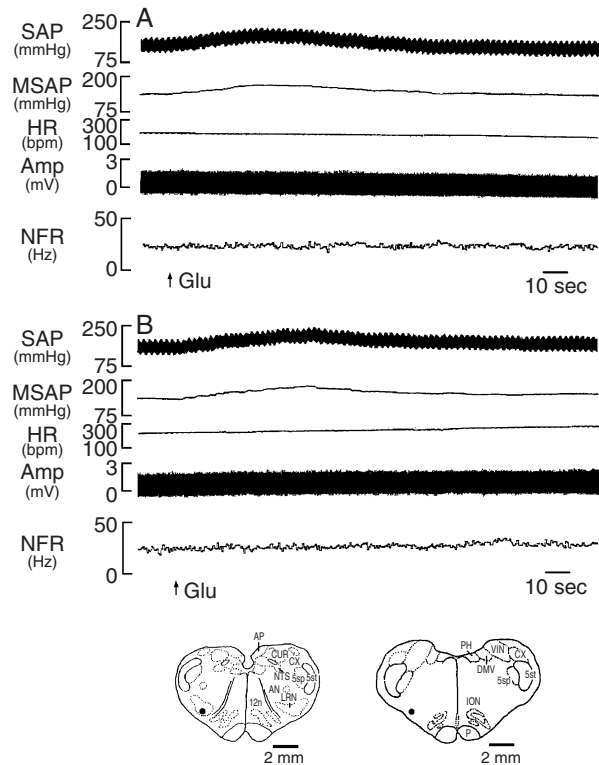 A
SAP
(mmHg)
250
75
MSAP
(mmHg)
200
75
HR
(bpm)
300
100
Amp
(mV)
3
0
NFR
(Hz)
50
0
Glu
10 sec
B
SAP
(mmHg)
250
75
MSAP
(mmHg)
200
75
HR
(bpm)
300
100
Amp
(mV)
3
0
NFR
(Hz)
50
0
Glu
10 sec
AP
CUR
CX
NTS
5sp
5st
AN
LRN
12n
2 mm
PH
VIN
CX
DMV
5sp
5st
ION
P
2 mm